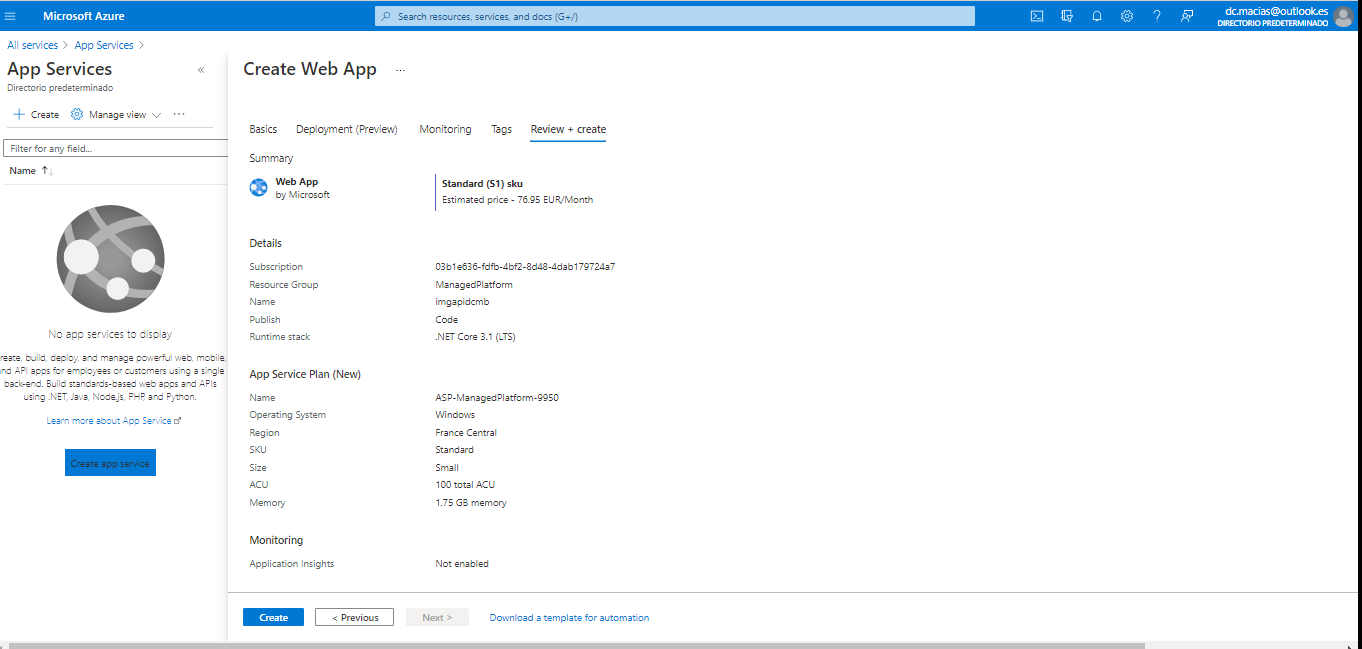 Microsoft Azure
Search resources, services, and docs (G+/)
dc.macias@outlook.es
DIRECTORIO PREDETERMINADO
All services > App Services >
App Services
Directorio predeterminado
Create Manage view
Filter for any field...
Name
No app services to display
reate, build, deploy, and manage powerful web, mobile,
nd API apps for employees or customers using a single
back-end. Build standards-based web apps and APIs
using .NET, Java, Node.js, PHP, and Python.
Learn more about App Service
Create app service
Create Web App ...
Basics Deployment (Preview) Monitoring Tags Review + create
Summary
Web App
by Microsoft
Standard (S1) sku
Estimated price - 76.95 EUR/Month
Details
Subscription 03b1e636-fdfb-4bf2-8d48-4dab179724a7
Resource Group ManagedPlatform
Name imgapidcmb
Publish Code
Runtime stack .NET Core 3.1 (LTS)
App Service Plan (New)
Name ASP-ManagedPlatform-9950
Operating System Windows
Region France Central
SKU Standard
Size Small
ACU 100 total ACU
Memory 1.75 GB memory
Monitoring
Application Insights Not enabled
Create < Previous Next > Download a template for automation